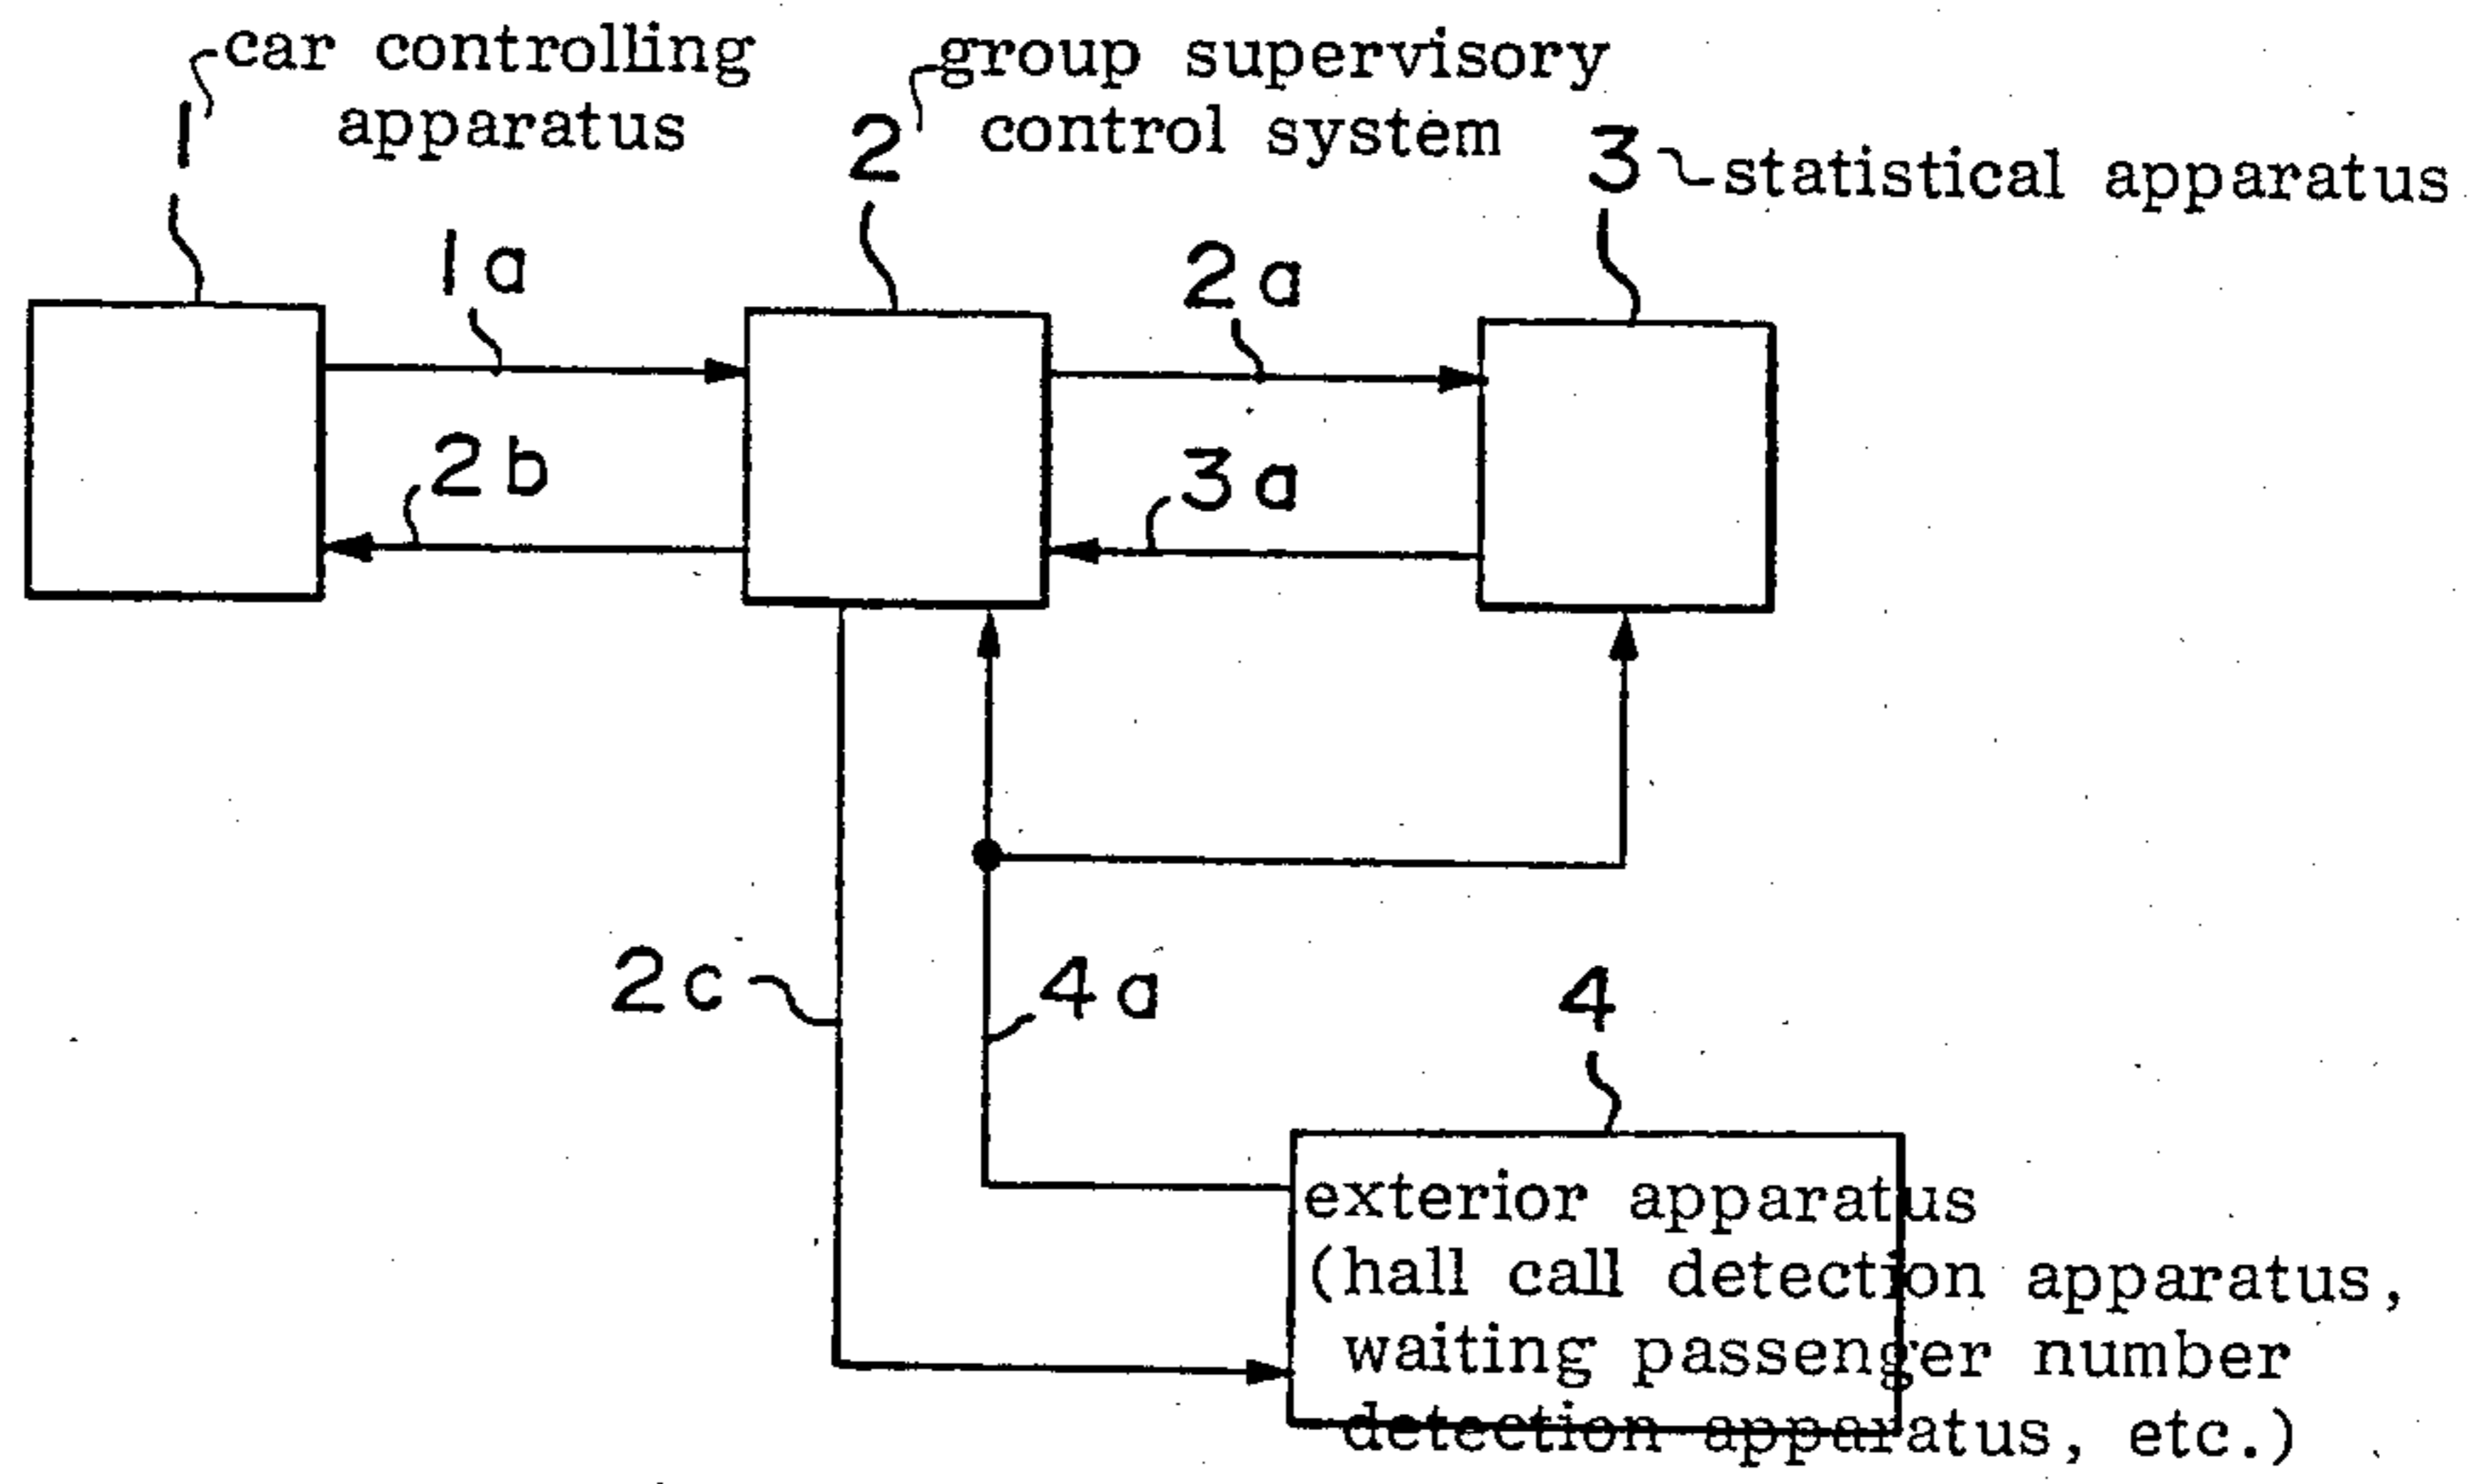 car controlling
apparatus
1
group supervisory
control system
2
3
statistical apparatus
1a
2a
2b
3a
2c
4a
4
exterior apparatus
(hall call detection apparatus,
waiting passenger number
detection apparatus, etc.)